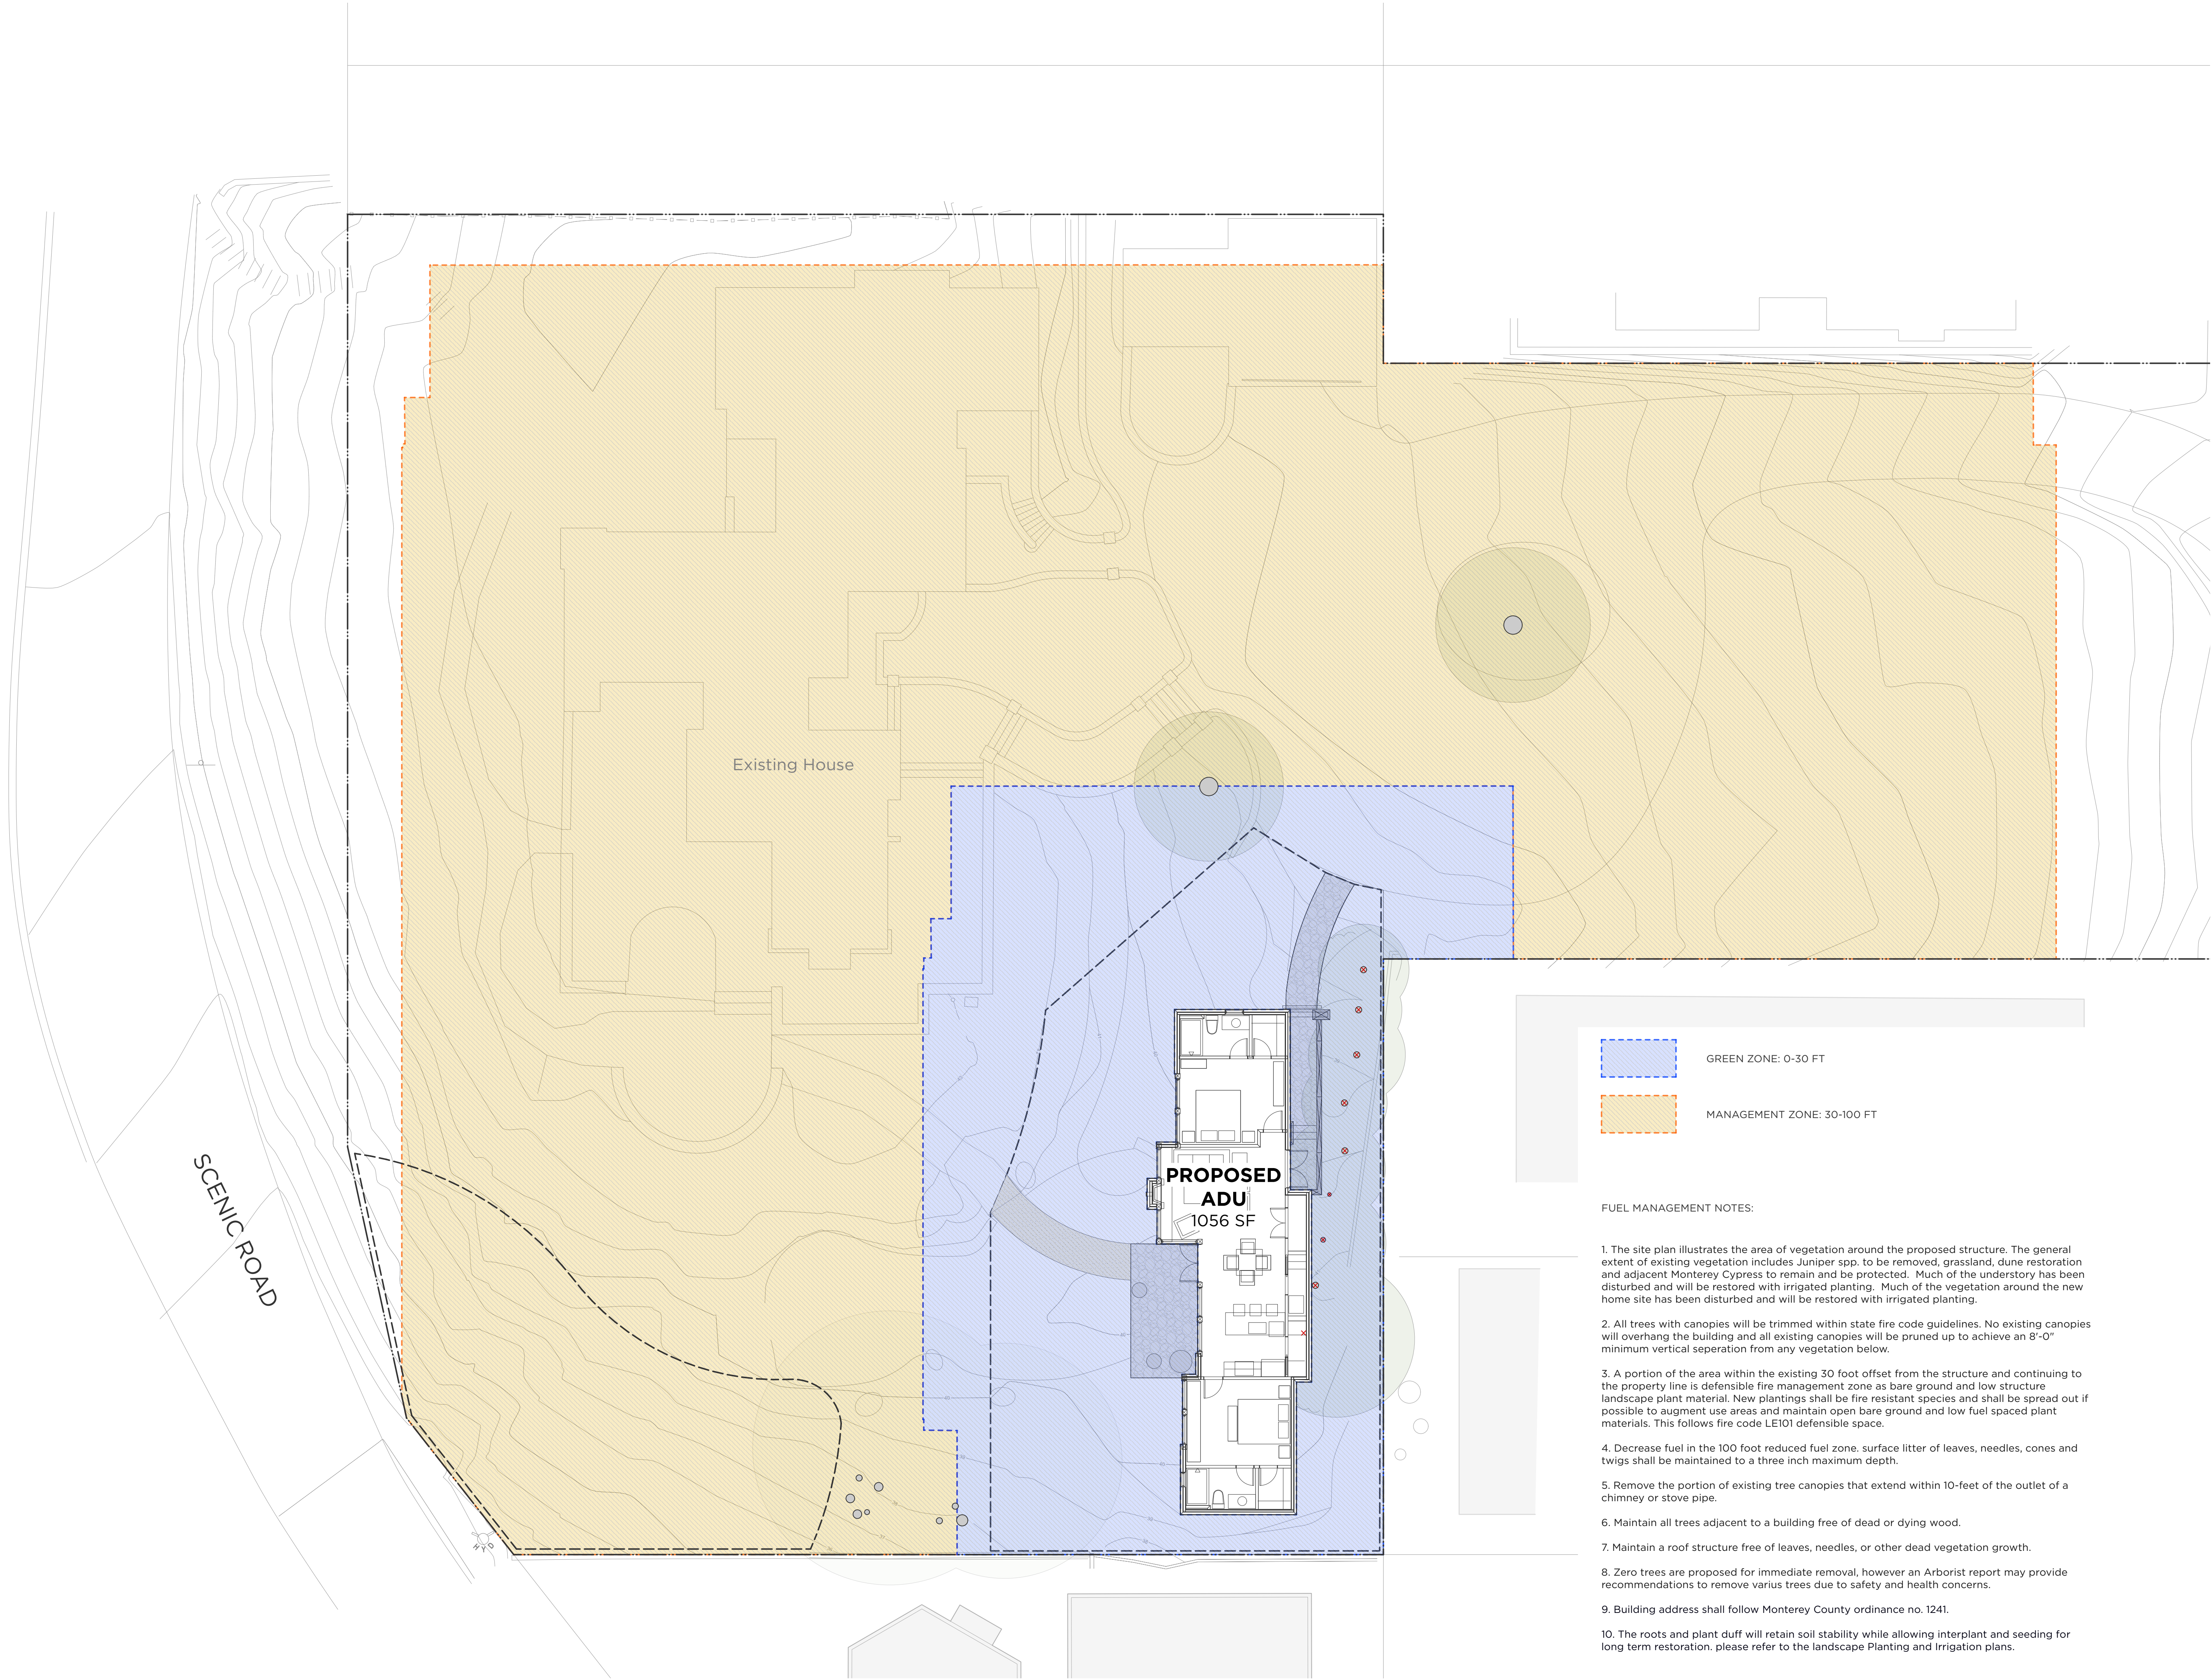 Existing House
SCENIC ROAD
PROPOSED
ADU
1056 SF
HYD
GREEN ZONE: 0-30 FT
MANAGEMENT ZONE: 30-100 FT
FUEL MANAGEMENT NOTES:
1. The site plan illustrates the area of vegetation around the proposed structure. The general
extent of existing vegetation includes Juniper spp. to be removed, grassland, dune restoration
and adjacent Monterey Cypress to remain and be protected.  Much of the understory has been
disturbed and will be restored with irrigated planting.  Much of the vegetation around the new
home site has been disturbed and will be restored with irrigated planting.
2. All trees with canopies will be trimmed within state fire code guidelines. No existing canopies
will overhang the building and all existing canopies will be pruned up to achieve an 8'-0"
minimum vertical seperation from any vegetation below.
3. A portion of the area within the existing 30 foot offset from the structure and continuing to
the property line is defensible fire management zone as bare ground and low structure
landscape plant material. New plantings shall be fire resistant species and shall be spread out if
possible to augment use areas and maintain open bare ground and low fuel spaced plant
materials. This follows fire code LE101 defensible space.
4. Decrease fuel in the 100 foot reduced fuel zone. surface litter of leaves, needles, cones and
twigs shall be maintained to a three inch maximum depth.
5. Remove the portion of existing tree canopies that extend within 10-feet of the outlet of a
chimney or stove pipe.
6. Maintain all trees adjacent to a building free of dead or dying wood.
7. Maintain a roof structure free of leaves, needles, or other dead vegetation growth.
8. Zero trees are proposed for immediate removal, however an Arborist report may provide
recommendations to remove varius trees due to safety and health concerns.
9. Building address shall follow Monterey County ordinance no. 1241.
10. The roots and plant duff will retain soil stability while allowing interplant and seeding for
long term restoration. please refer to the landscape Planting and Irrigation plans.